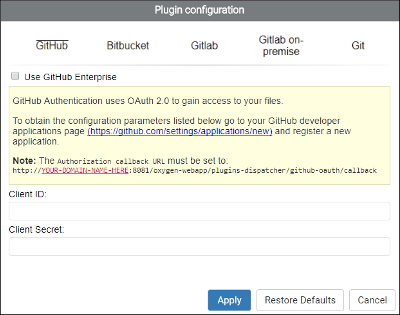 Plugin configuration
GitHub
Bitbucket
Gitlab
Gitlab on-
premise
Git
Use GitHub Enterprise
GitHub Authentication uses OAuth 2.0 to gain access to your files.
To obtain the configuration parameters listed below go to your GitHub developer
applications page (https://github.com/settings/applications/new) and register a new
application.
Note: The Authorization callback URL must be set to:
http://YOUR-DOMAIN-NAME-HERE:8081/oxygen-webapp/plugins-dispatcher/github-oauth/callback
Client ID:
Client Secret:
Apply
Restore Defaults
Cancel